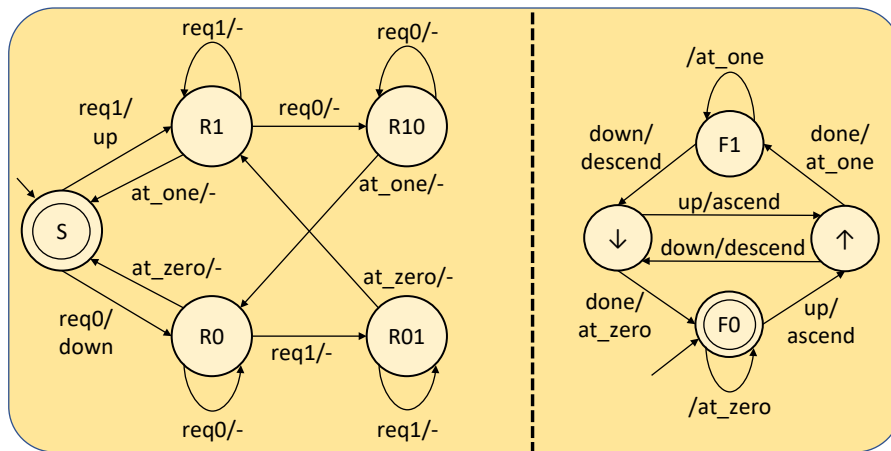 req1/-
req0/-
req1/
up
R1
req0/-
R10
at_one/-
at_one/-
S
at_zero/-
at_zero/-
req0/
down
R0
req1/-
R01
req0/-
req1/-
/at_one
down/
descend
F1
done/
at_one
up/ascend
↓
↑
down/descend
done/
at_zero
F0
up/
ascend
/at_zero